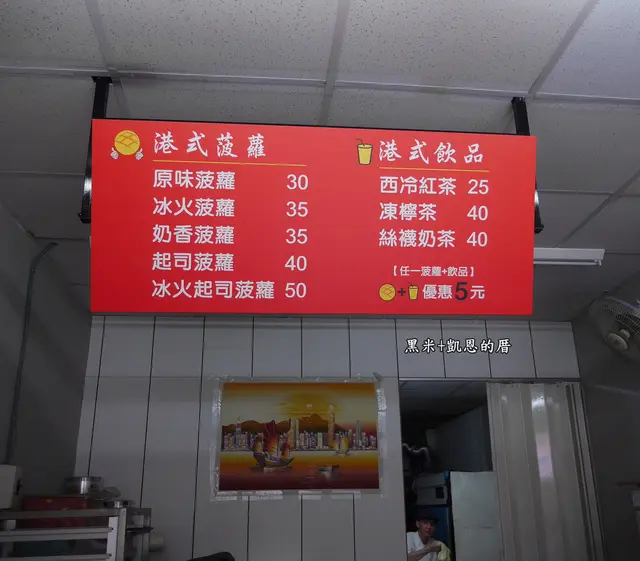 港式菠蘿
原味菠蘿 30
冰火菠蘿 35
奶香菠蘿 35
起司菠蘿 40
冰火起司菠蘿 50
港式飲品
西冷紅茶 25
凍檸茶 40
絲襪奶茶 40
【任一菠蘿+飲品】
+ 優惠5元
黑米+凱恩的厝